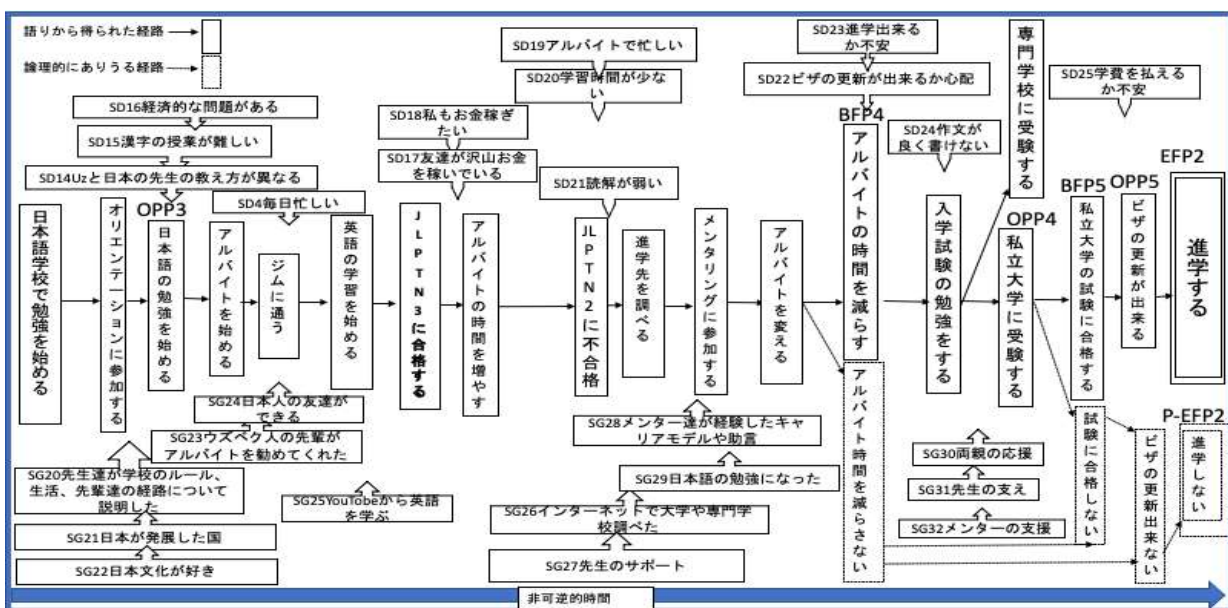 語りから得られた経路
論理的にありうる経路
SD16経済的な問題がある
SD15漢字の授業が難しい
SD14Uzと日本の先生の教え方が異なる
SD4毎日忙しい
SD18私もお金稼ぎ
たい
SD17友達が沢山お金
を稼いでいる
SD19アルバイトで忙しい
SD20学習時間が少な
い
SD21読解が弱い
SD23進学出来る
か不安
SD22ビザの更新が出来るか心配
SD24作文が
良く書けない
SD25学費を払える
か不安
OPP3
BFP4
OPP4
BFP5
OPP5
EFP2
日本語学校で勉強を始める
オリエンテーションに参加する
日本語の勉強を始める
アルバイトを始める
ジムに通う
英語の学習を始める
JLPTN3に合格する
アルバイトの時間を増やす
JLPTN2に不合格
進学先を調べる
メンタリングに参加する
アルバイトを変える
アルバイトの時間を減らす
アルバイト時間を減らさない
入学試験の勉強をする
専門学校に受験する
私立大学に受験する
私立大学の試験に合格する
試験に合格しない
ビザの更新が出来る
ビザの更新出来ない
進学する
P-EFP2
進学しない
SG24日本人の友達が
できる
SG23ウズベク人の先輩が
アルバイトを勧めてくれた
SG20先生達が学校のルール、
生活、先輩達の経路について
説明した
SG21日本が発展した国
SG22日本文化が好き
SG25YouTobeから英語
を学ぶ
SG28メンター達が経験したキャ
リアモデルや助言
SG29日本語の勉強になった
SG26インターネットで大学や専門学
校調べた
SG27先生のサポート
SG30両親の応援
SG31先生の支え
SG32メンターの支援
非可逆的時間